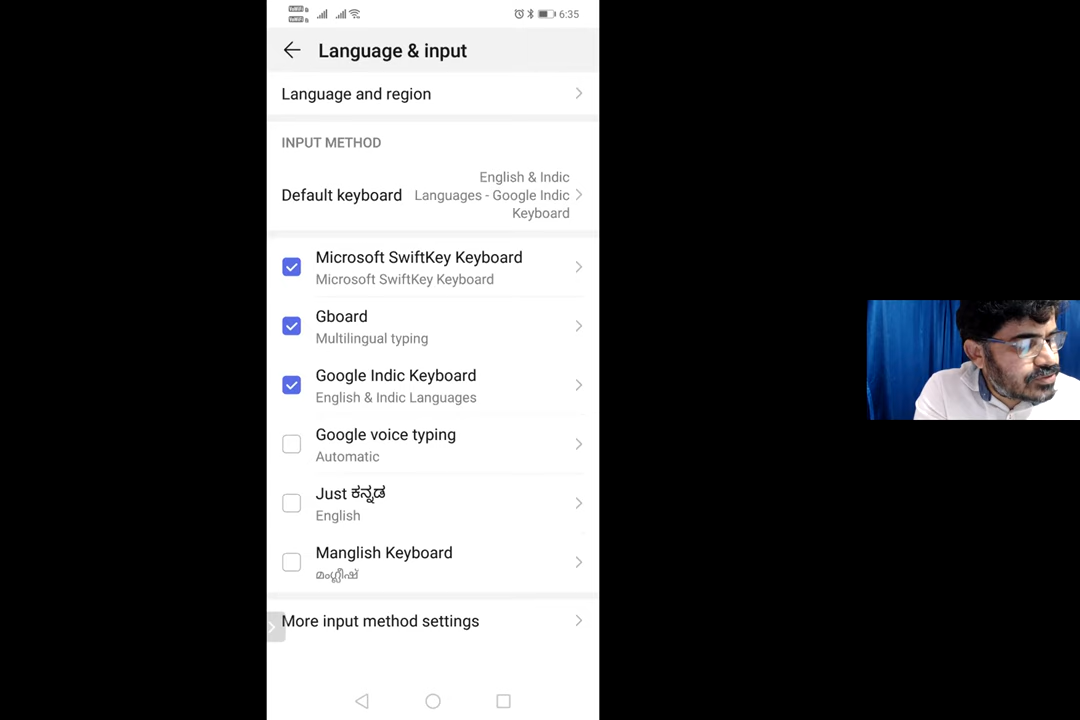 6:35
Language & input
Language and region
INPUT METHOD
English & Indic
Default keyboard Languages - Google Indic
Keyboard
Microsoft SwiftKey Keyboard
Microsoft SwiftKey Keyboard
Gboard
Multilingual typing
Google Indic Keyboard
English & Indic Languages
Google voice typing
Automatic
Just ಕನ್ನಡ
English
Manglish Keyboard
മംഗ്ലീഷ്
More input method settings